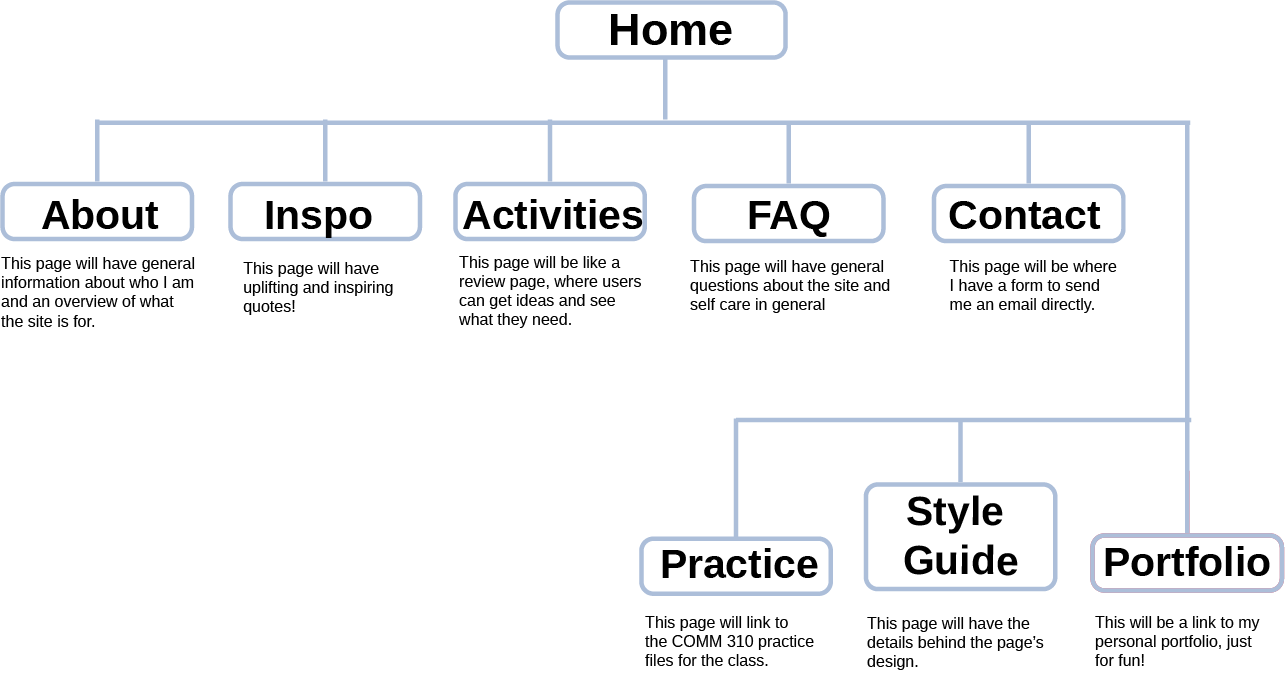 Home
About
Inspo
Activities
FAQ
Contact
This page will have general
information about who I am
and an overview of what
the site is for.
This page will have
uplifting and inspiring
quotes!
This page will be like a
review page, where users
can get ideas and see
what they need.
This page will have general
questions about the site and
self care in general
This page will be where
I have a form to send
me an email directly.
Practice
Style
Guide
Portfolio
This page will link to
the COMM 310 practice
files for the class.
This page will have the
details behind the page's
design.
This will be a link to my
personal portfolio, just
for fun!